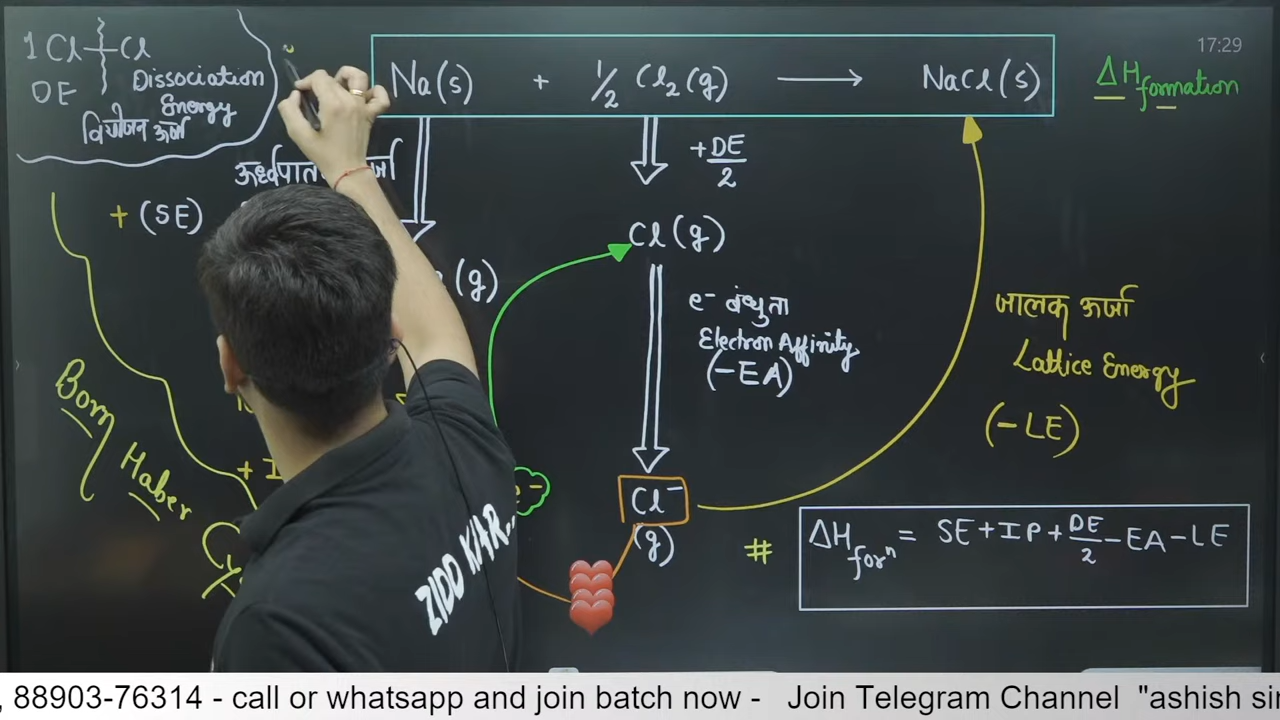 1 Cl Cl
DE Dissociation
Energy
वियोजन ऊर्जा
Na(s) + 1/2 Cl₂(g) ⟶ NaCl(s)
ΔH formation
17:29
+ (SE)
+ DE/2
Cl(g)
(g)
e⁻ बंधुता
Electron Affinity
(-EA)
जालक ऊर्जा
Lattice Energy
(-LE)
Born
Haber
+ I
e⁻
Cl⁻
(g)
# ΔH forⁿ = SE + IP + DE/2 - EA - LE
ZIDD KIAR..
, 88903-76314 - call or whatsapp and join batch now - Join Telegram Channel "ashish si